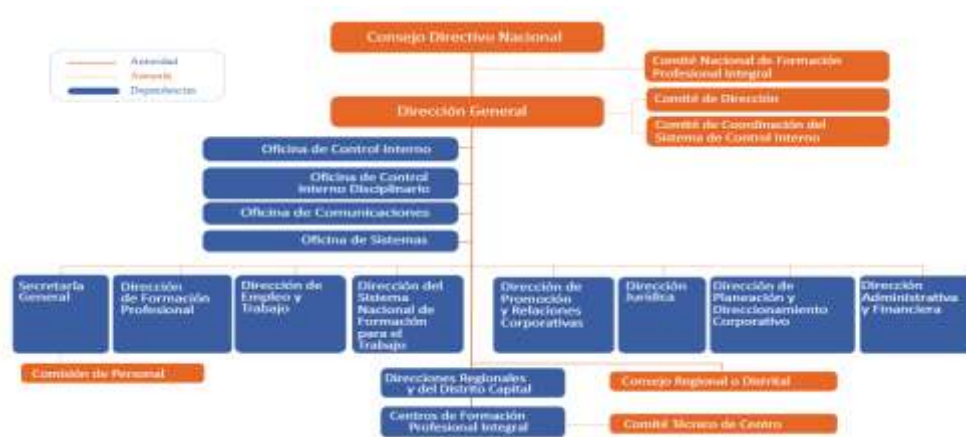 Consejo Directivo Nacional
Autoridad
Asesoría
Dependencias
Comité Nacional de Formación
Profesional Integral
Dirección General
Comité de Dirección
Comité de Coordinación del
Sistema de Control Interno
Oficina de Control Interno
Oficina de Control
Interno Disciplinario
Oficina de Comunicaciones
Oficina de Sistemas
Secretaría
General
Dirección
de Formación
Profesional
Dirección de
Empleo y
Trabajo
Dirección del
Sistema
Nacional de
Formación
para el
Trabajo
Dirección de
Promoción
y Relaciones
Corporativas
Dirección
Jurídica
Dirección de
Planeación y
Direccionamiento
Corporativo
Dirección
Administrativa
y Financiera
Comisión de Personal
Direcciones Regionales
y del Distrito Capital
Consejo Regional o Distrital
Centros de Formación
Profesional Integral
Comité Técnico de Centro